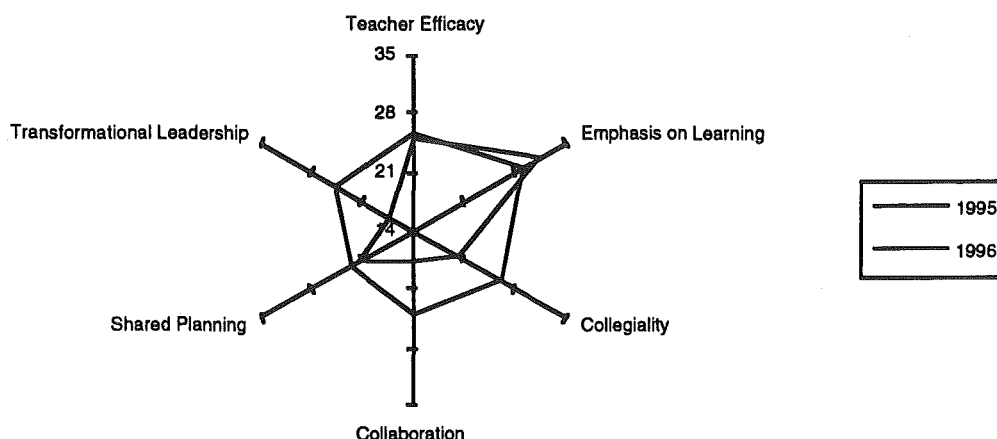 Teacher Efficacy
35
28
Transformational Leadership
Emphasis on Learning
21
1995
14
1996
Shared Planning
Collegiality
Collaboration